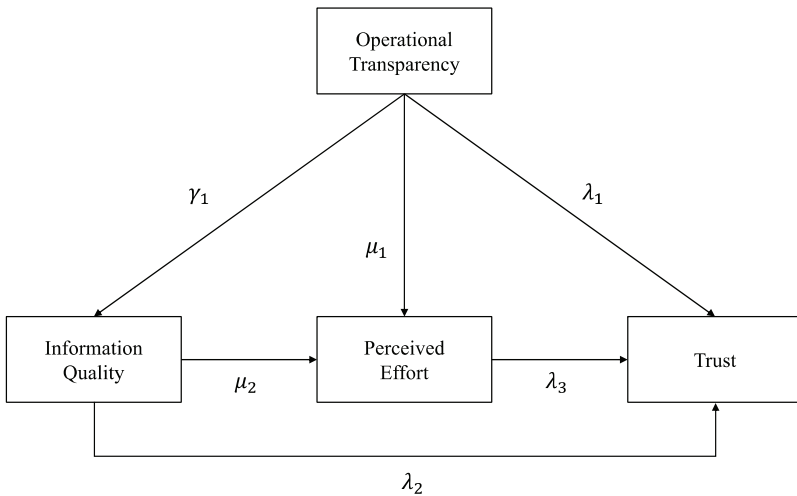 Operational
Transparency
γ₁
λ₁
μ₁
Information
Quality
Perceived
Effort
Trust
μ₂
λ₃
λ₂